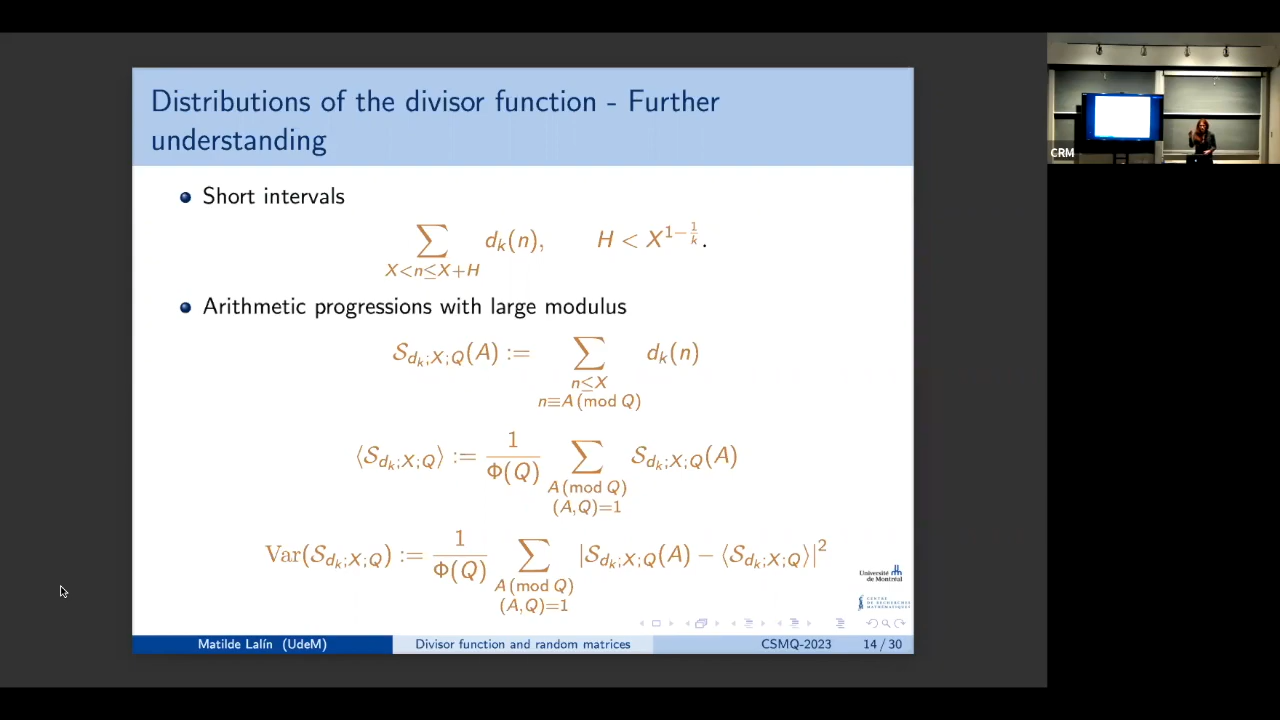 Distributions of the divisor function - Further
understanding
Short intervals
∑_{X<n≤X+H} d_k(n),   H < X^{1-1/k}.
Arithmetic progressions with large modulus
𝒮_{d_k;X;Q}(A) := ∑_{n≤X, n≡A (mod Q)} d_k(n)
⟨𝒮_{d_k;X;Q}⟩ := 1/Φ(Q) ∑_{A (mod Q), (A,Q)=1} 𝒮_{d_k;X;Q}(A)
Var(𝒮_{d_k;X;Q}) := 1/Φ(Q) ∑_{A (mod Q), (A,Q)=1} |𝒮_{d_k;X;Q}(A) − ⟨𝒮_{d_k;X;Q}⟩|^2
Université
de Montréal
CENTRE
DE RECHERCHES
MATHÉMATIQUES
Matilde Lalín (UdeM) Divisor function and random matrices CSMQ-2023 14 / 30
CRM